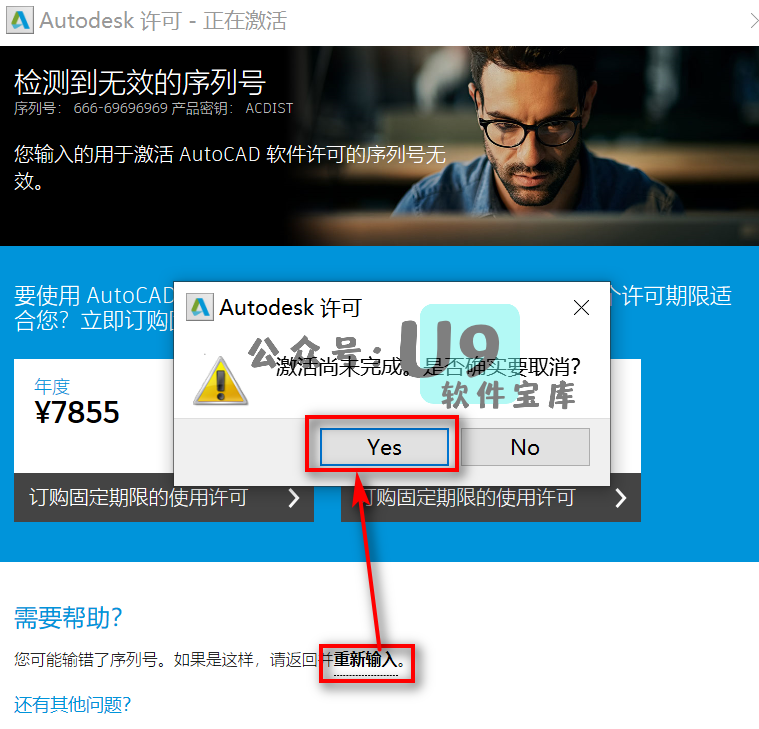 Autodesk 许可 - 正在激活
检测到无效的序列号
序列号： 666-69696969 产品密钥： ACDIST
您输入的用于激活 AutoCAD 软件许可的序列号无
效。
要使用 AutoCAD
许可期限适
合您？立即订购
Autodesk 许可
公众号·U9
软件宝库
激活尚未完成。是否确实要取消？
Yes
No
年度
¥7855
订购固定期限的使用许可
订购固定期限的使用许可
需要帮助？
您可能输错了序列号。如果是这样，请返回并重新输入。
还有其他问题？